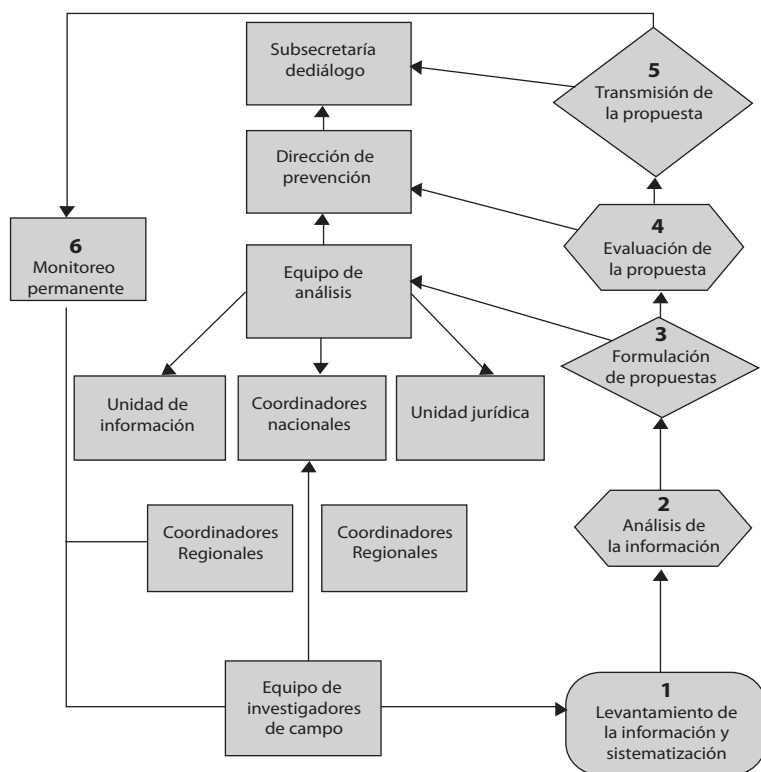 Subsecretaría
dediálogo
5
Transmisión de
la propuesta
Dirección de
prevención
6
Monitoreo
permanente
4
Evaluación de
la propuesta
Equipo de
análisis
3
Formulación
de propuestas
Unidad de
información
Coordinadores
nacionales
Unidad jurídica
2
Análisis de
la información
Coordinadores
Regionales
Coordinadores
Regionales
Equipo de
investigadores
de campo
1
Levantamiento de
la información y
sistematización